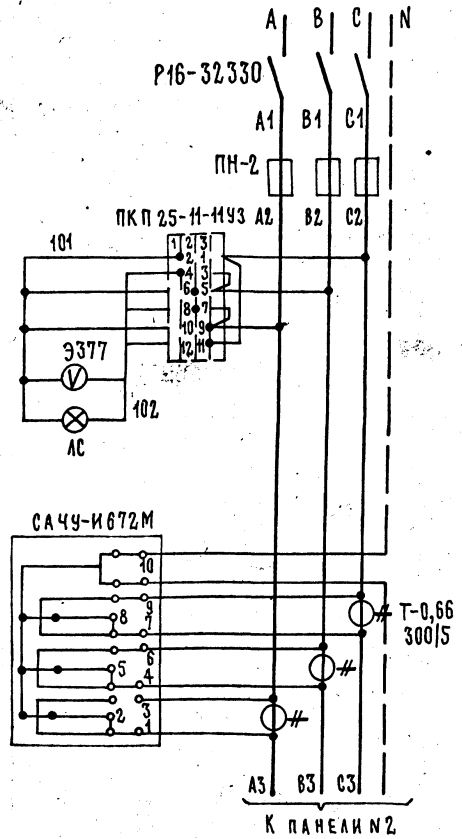 A B C N
Р16-32330
A1 B1 C1
ПН-2
ПКП 25-11-11УЗ A2 B2 C2
101
1 2 3
2 1
4 3
6 5
8 7
10 9
12 11
Э377
V
102
ЛС
САЧУ-И672М
10
9
8
7
6
5
4
3
2
1
Т-0,66
300/5
A3 B3 C3
К ПАНЕЛИ N2